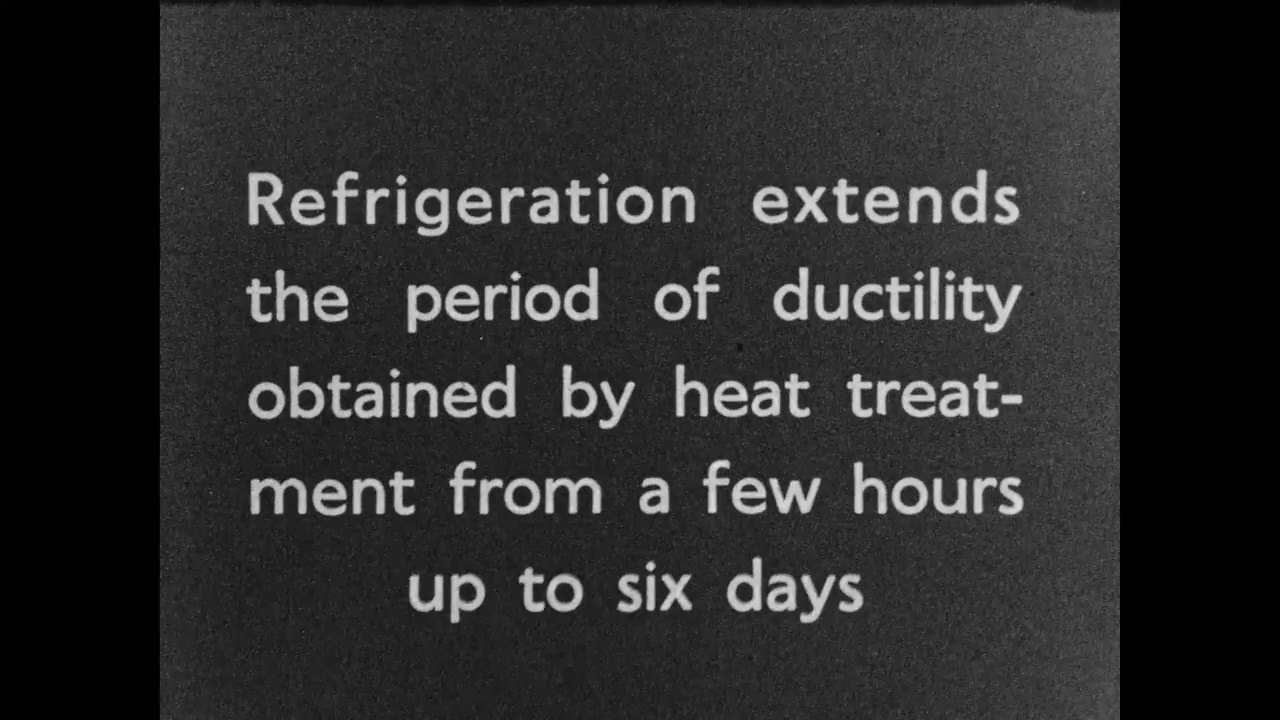 Refrigeration extends
the period of ductility
obtained by heat treat-
ment from a few hours
up to six days